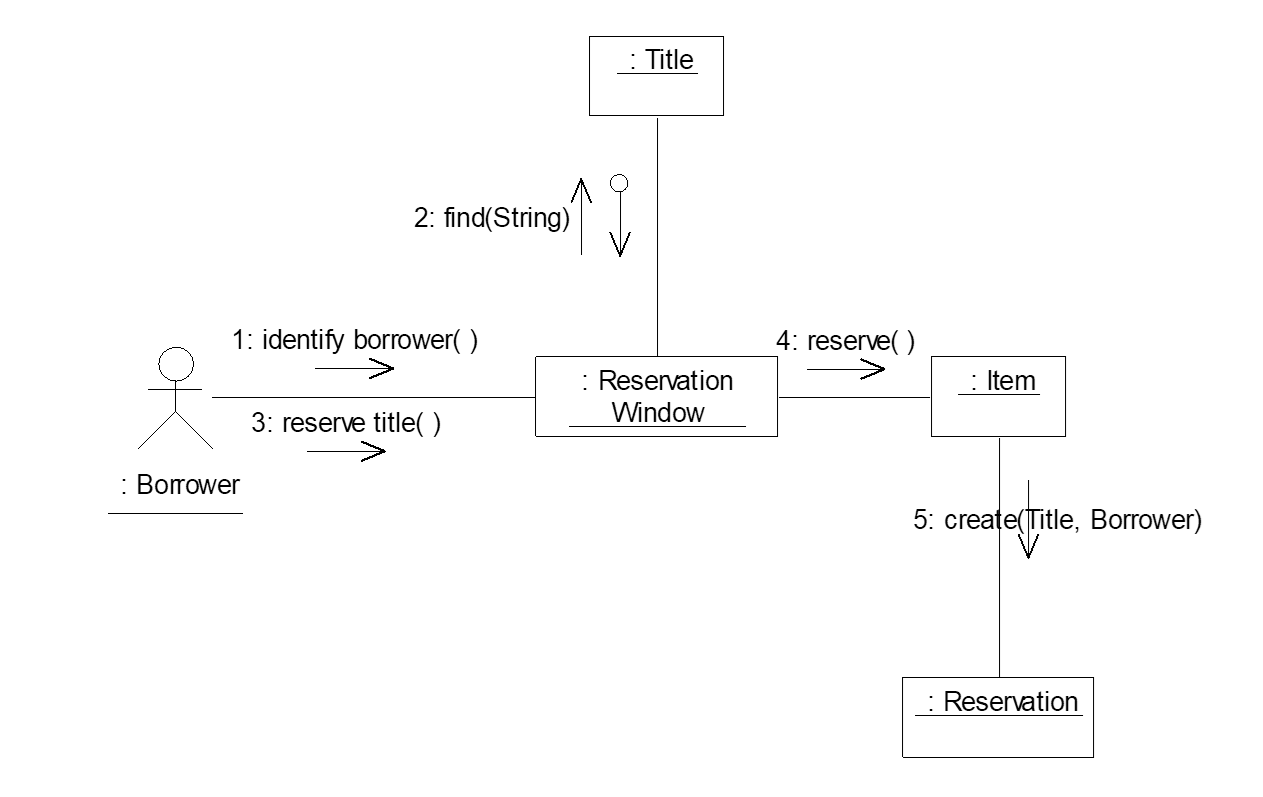 : Title
2: find(String)
1: identify borrower( )
4: reserve( )
: Reservation
Window
: Item
3: reserve title( )
: Borrower
5: create(Title, Borrower)
: Reservation